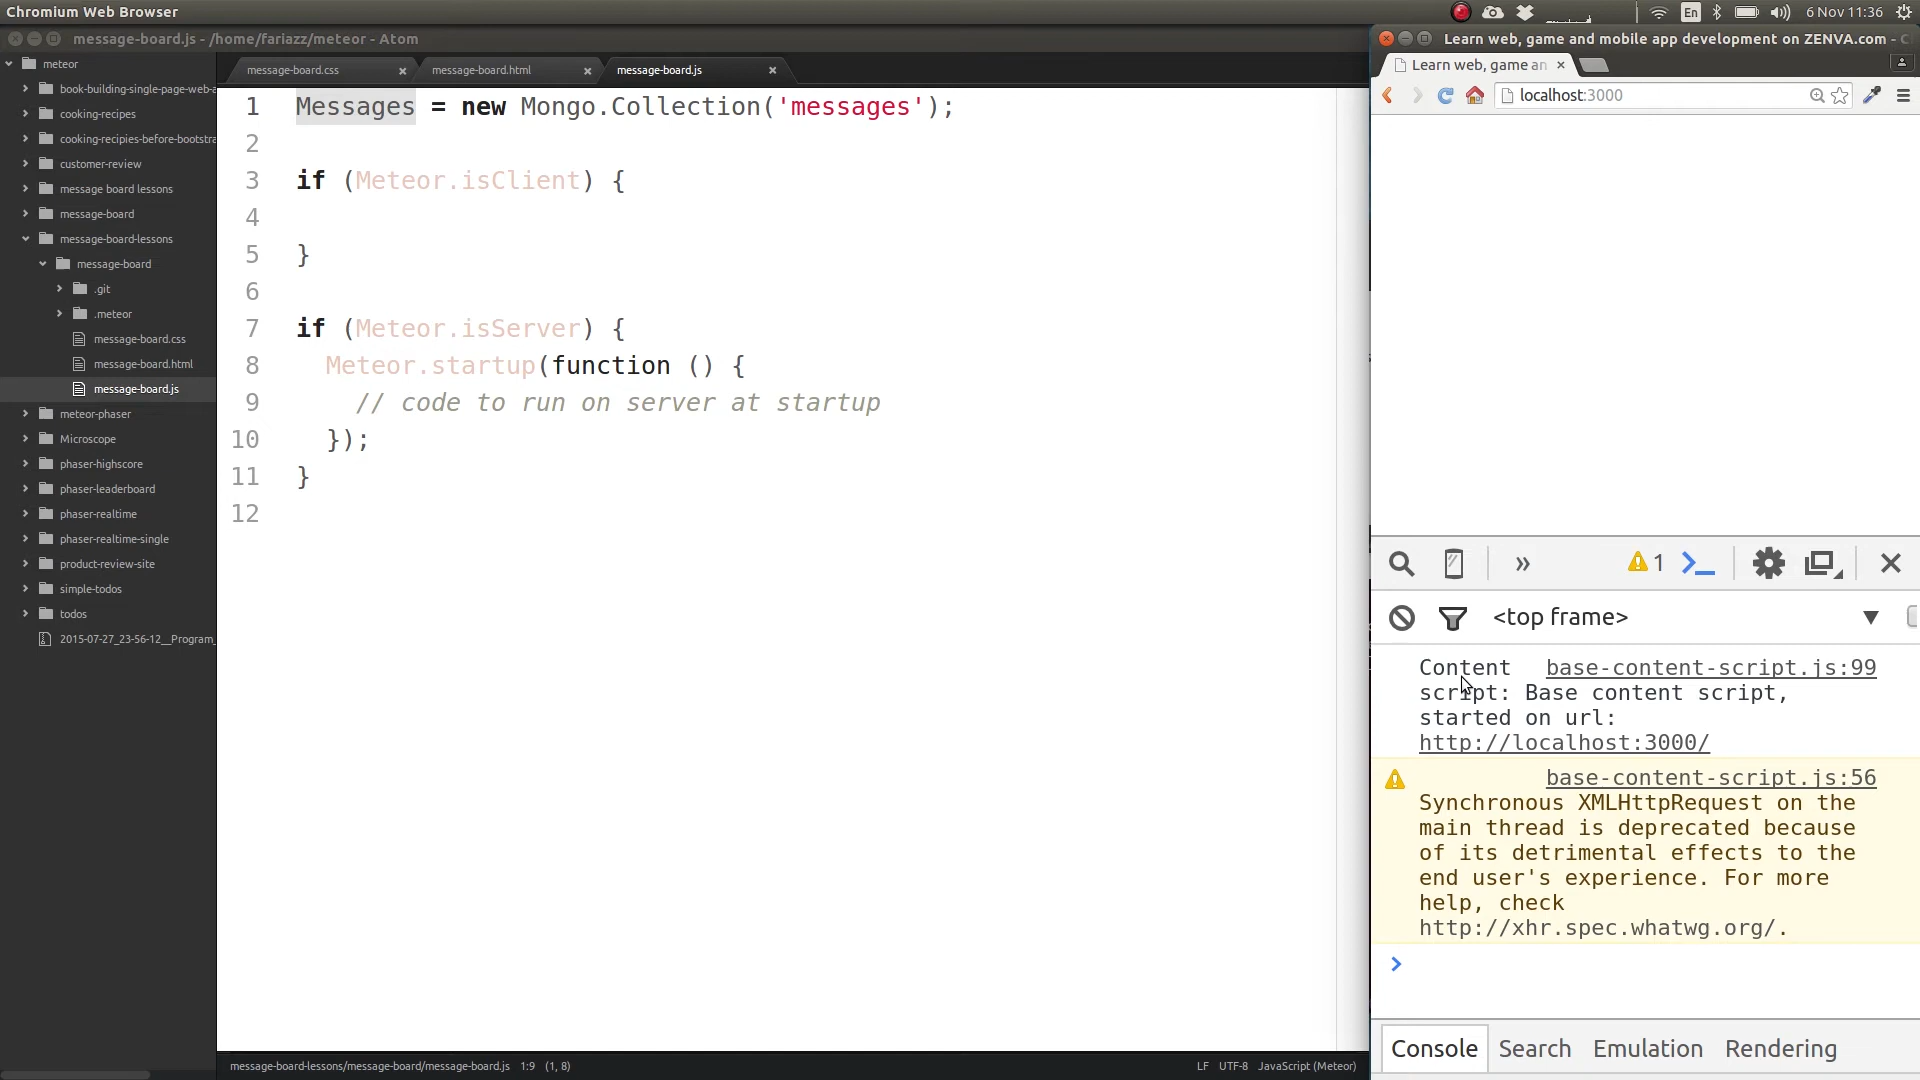 Chromium Web Browser
En
6 Nov 11:36
message-board.js - /home/fariazz/meteor - Atom
meteor
book-building-single-page-web-a
cooking-recipes
cooking-recipies-before-bootstra
customer-review
message board lessons
message-board
message-board-lessons
message-board
.git
.meteor
message-board.css
message-board.html
message-board.js
meteor-phaser
Microscope
phaser-highscore
phaser-leaderboard
phaser-realtime
phaser-realtime-single
product-review-site
simple-todos
todos
2015-07-27_23-56-12__Program_
message-board.css
message-board.html
message-board.js
1 Messages = new Mongo.Collection('messages');
2
3 if (Meteor.isClient) {
4
5 }
6
7 if (Meteor.isServer) {
8 Meteor.startup(function () {
9 // code to run on server at startup
10 });
11 }
12
message-board-lessons/message-board/message-board.js 1:9 (1, 8)
LF UTF-8 JavaScript (Meteor)
Learn web, game and mobile app development on ZENVA.com - C
Learn web, game an
localhost:3000
1
<top frame>
Content base-content-script.js:99
script: Base content script,
started on url:
http://localhost:3000/
base-content-script.js:56
Synchronous XMLHttpRequest on the
main thread is deprecated because
of its detrimental effects to the
end user's experience. For more
help, check
http://xhr.spec.whatwg.org/.
Console Search Emulation Rendering